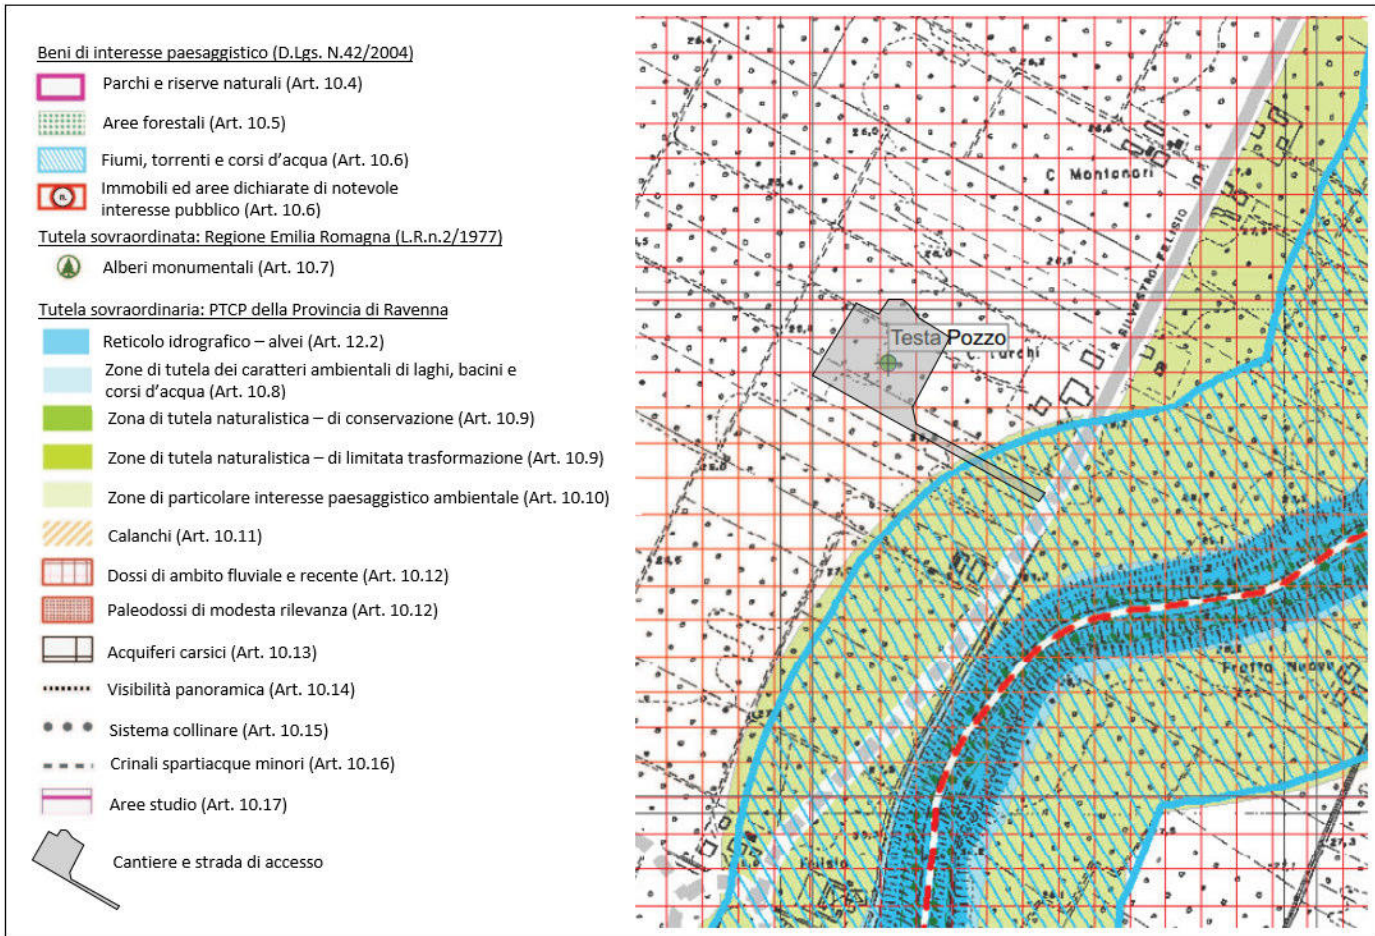 Beni di interesse paesaggistico (D.Lgs. N.42/2004)
Parchi e riserve naturali (Art. 10.4)
Aree forestali (Art. 10.5)
Fiumi, torrenti e corsi d'acqua (Art. 10.6)
n.
Immobili ed aree dichiarate di notevole
interesse pubblico (Art. 10.6)
Tutela sovraordinata: Regione Emilia Romagna (L.R.n.2/1977)
Alberi monumentali (Art. 10.7)
Tutela sovraordinaria: PTCP della Provincia di Ravenna
Reticolo idrografico – alvei (Art. 12.2)
Zone di tutela dei caratteri ambientali di laghi, bacini e
corsi d'acqua (Art. 10.8)
Zona di tutela naturalistica – di conservazione (Art. 10.9)
Zone di tutela naturalistica – di limitata trasformazione (Art. 10.9)
Zone di particolare interesse paesaggistico ambientale (Art. 10.10)
Calanchi (Art. 10.11)
Dossi di ambito fluviale e recente (Art. 10.12)
Paleodossi di modesta rilevanza (Art. 10.12)
Acquiferi carsici (Art. 10.13)
Visibilità panoramica (Art. 10.14)
Sistema collinare (Art. 10.15)
Crinali spartiacque minori (Art. 10.16)
Aree studio (Art. 10.17)
Cantiere e strada di accesso
26,4
26,0
C Montanari
SILVESTRO-FELISIO
Testa Pozzo
Felisio
27,3